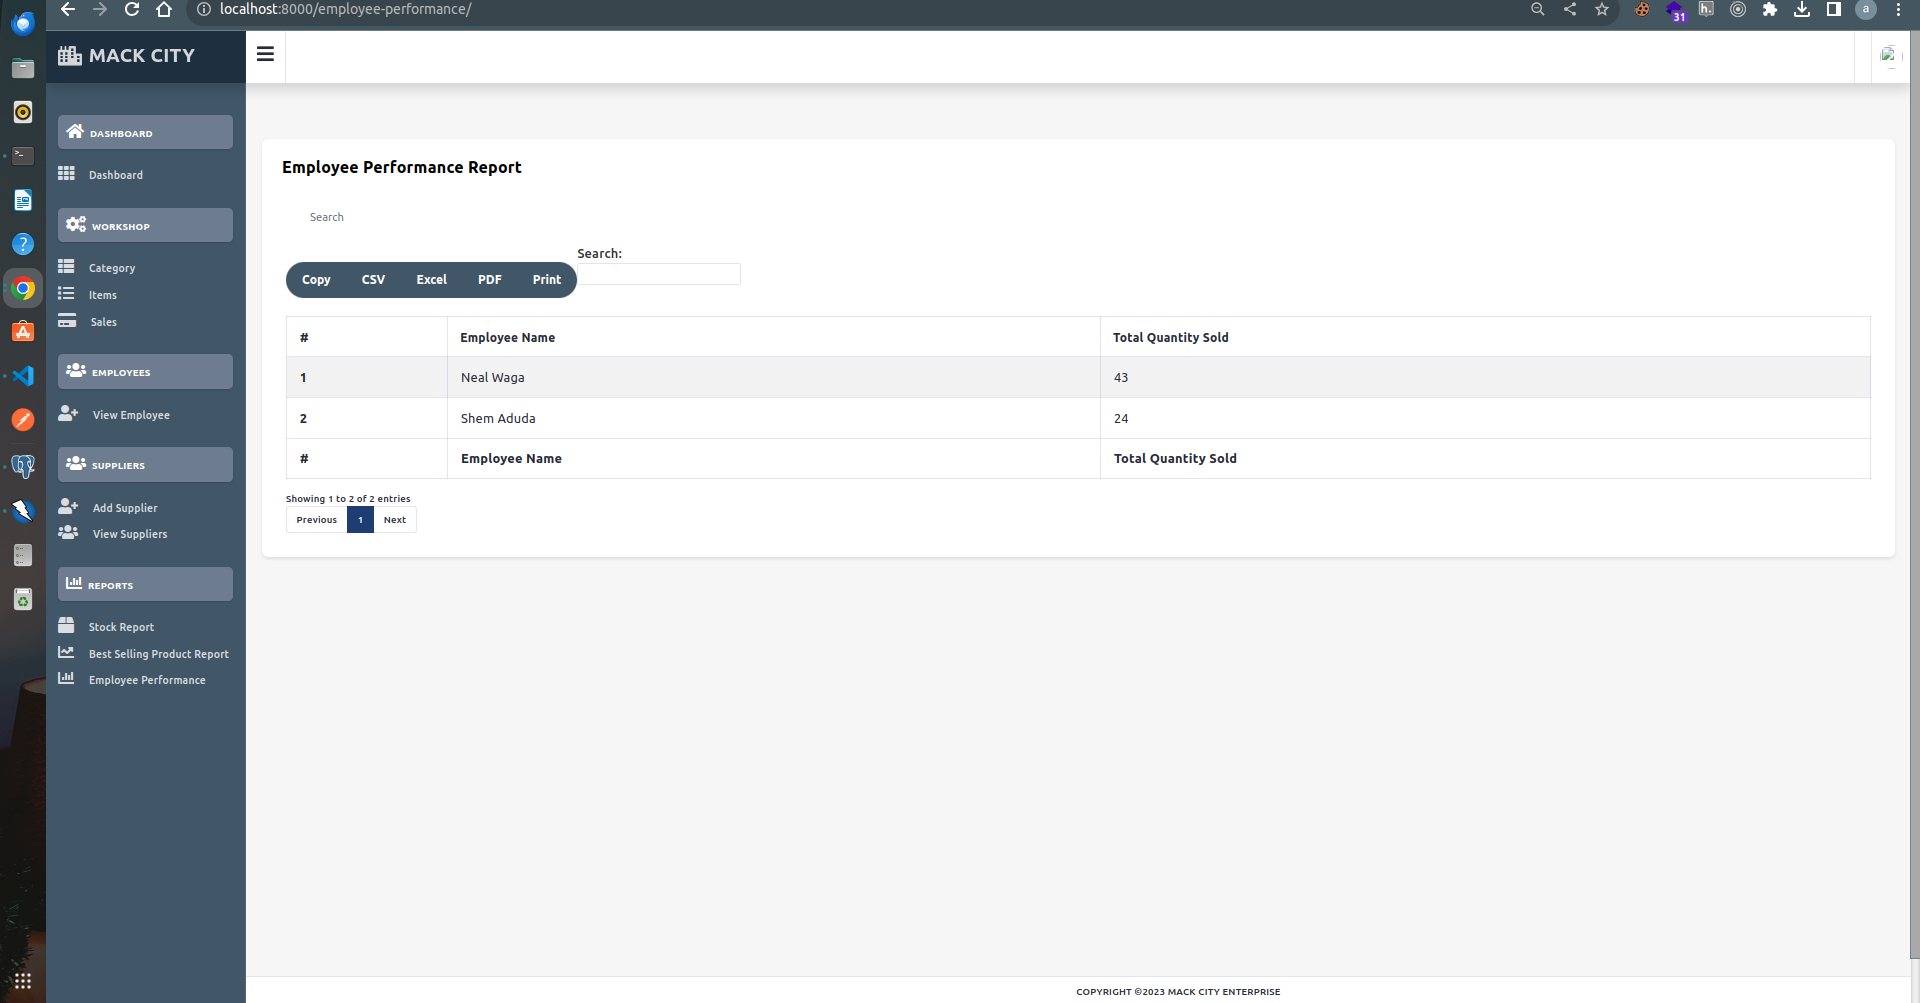 localhost:8000/employee-performance/
31
h.
a
MACK CITY
DASHBOARD
Dashboard
WORKSHOP
Category
Items
Sales
EMPLOYEES
View Employee
SUPPLIERS
Add Supplier
View Suppliers
REPORTS
Stock Report
Best Selling Product Report
Employee Performance
Employee Performance Report
Search
Search:
Copy CSV Excel PDF Print
# Employee Name Total Quantity Sold
1 Neal Waga 43
2 Shem Aduda 24
# Employee Name Total Quantity Sold
Showing 1 to 2 of 2 entries
Previous 1 Next
COPYRIGHT ©2023 MACK CITY ENTERPRISE